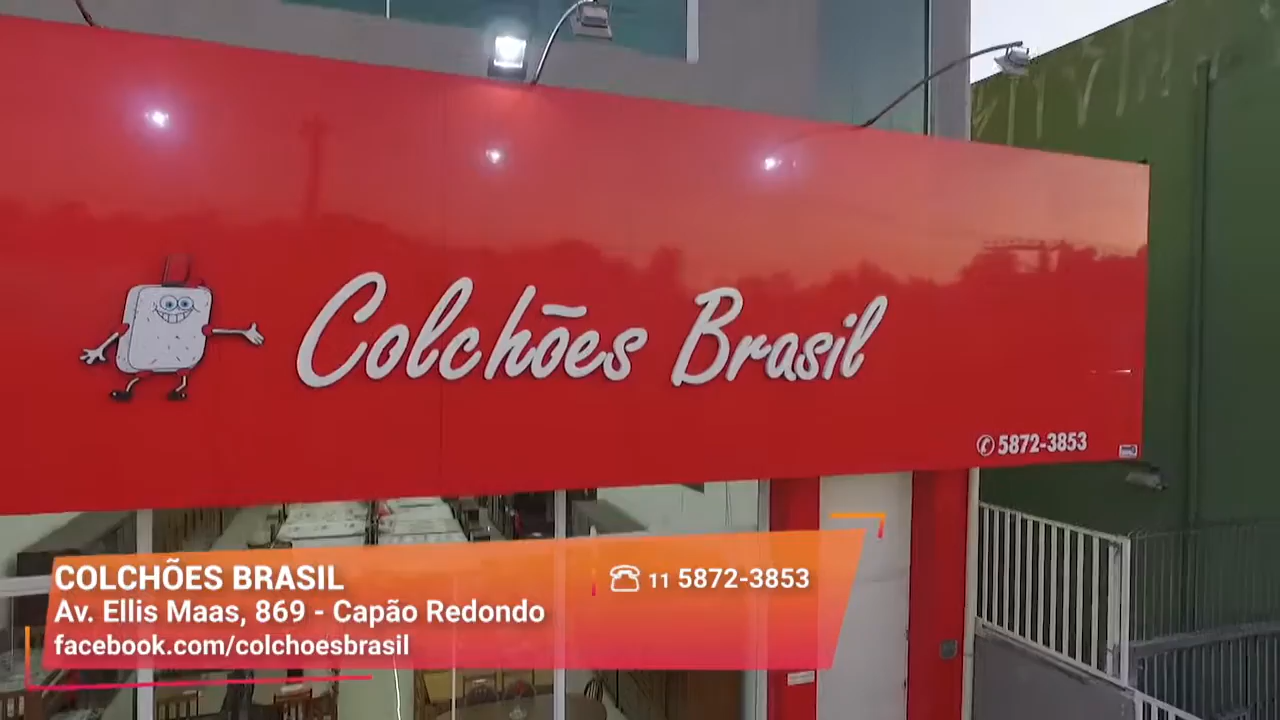 Colchões Brasil
5872-3853
COLCHÕES BRASIL
11 5872-3853
Av. Ellis Maas, 869 - Capão Redondo
facebook.com/colchoesbrasil